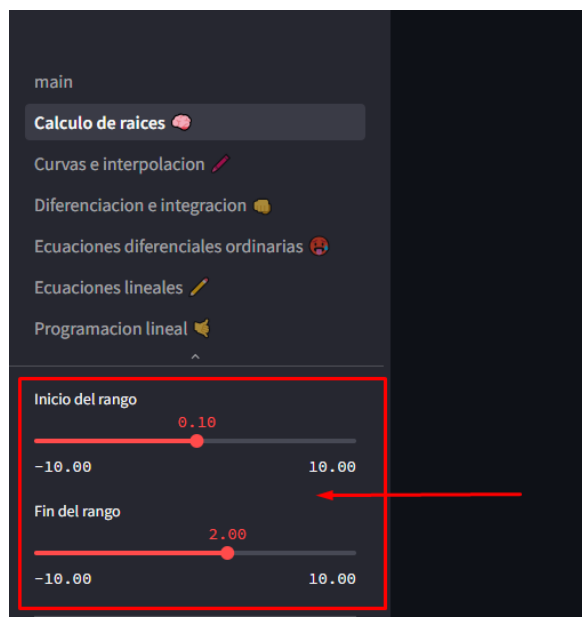 main
Calculo de raices 🧠
Curvas e interpolacion
Diferenciacion e integracion
Ecuaciones diferenciales ordinarias
Ecuaciones lineales
Programacion lineal
Inicio del rango
0.10
-10.00 10.00
Fin del rango
2.00
-10.00 10.00